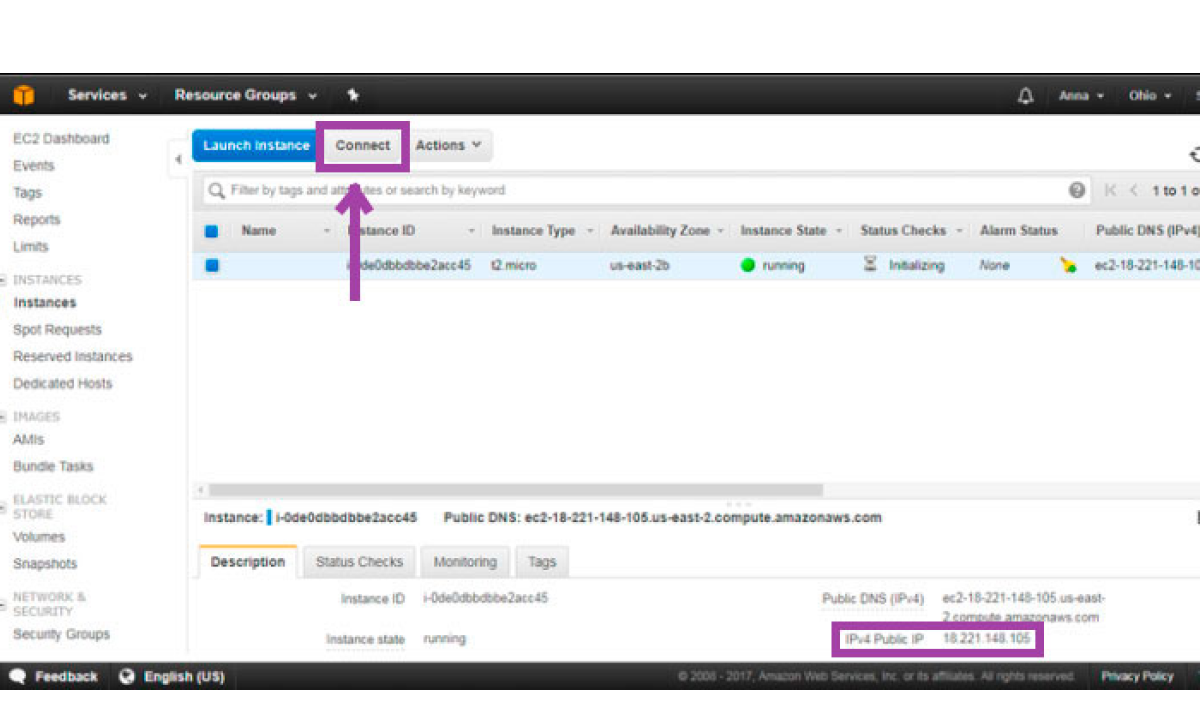 Services Resource Groups Anna Ohio
EC2 Dashboard
Events
Tags
Reports
Limits
INSTANCES
Instances
Spot Requests
Reserved Instances
Dedicated Hosts
IMAGES
AMIs
Bundle Tasks
ELASTIC BLOCK
STORE
Volumes
Snapshots
NETWORK &
SECURITY
Security Groups
Launch Instance Connect Actions
Filter by tags and or search by keyword
1 to 1
Name Instance ID Instance Type Availability Zone Instance State Status Checks Alarm Status Public DNS (IPv4)
t2.micro us-east-2b running Initializing None ec2-18-221-148-10
Instance: i-0de0dbbdbbe2acc45 Public DNS: ec2-18-221-148-105.us-east-2.compute.amazonaws.com
Description Status Checks Monitoring Tags
Instance ID i-0de0dbbdbbe2acc45 Public DNS (IPv4) ec2-18-221-148-105.us-east-
2.compute.amazonaws.com
Instance state running IPv4 Public IP 18.221.148.105
Feedback English (US) © 2008 - 2017, Amazon Web Services, Inc. or its affiliates. All rights reserved. Privacy Policy